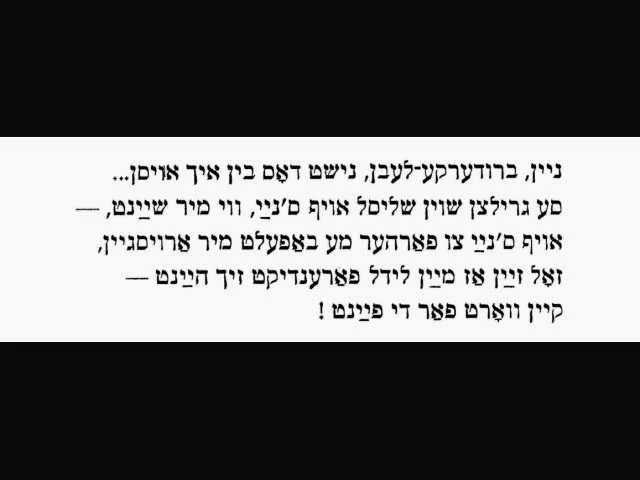 ניין, ברודערקע־לעבן, נישט דאָס בין איך אויסן...
סע גרילצן שוין שליסל אויף ס'נײַ, ווי מיר שײַנט, —
אויף ס'נײַ צו פאַרהער מע באַפעלט מיר אַרויסגיין,
זאָל זײַן אַז מײַן לידל פאַרענדיקט זיך הײַנט —
קיין וואָרט פאַר די פײַנט !